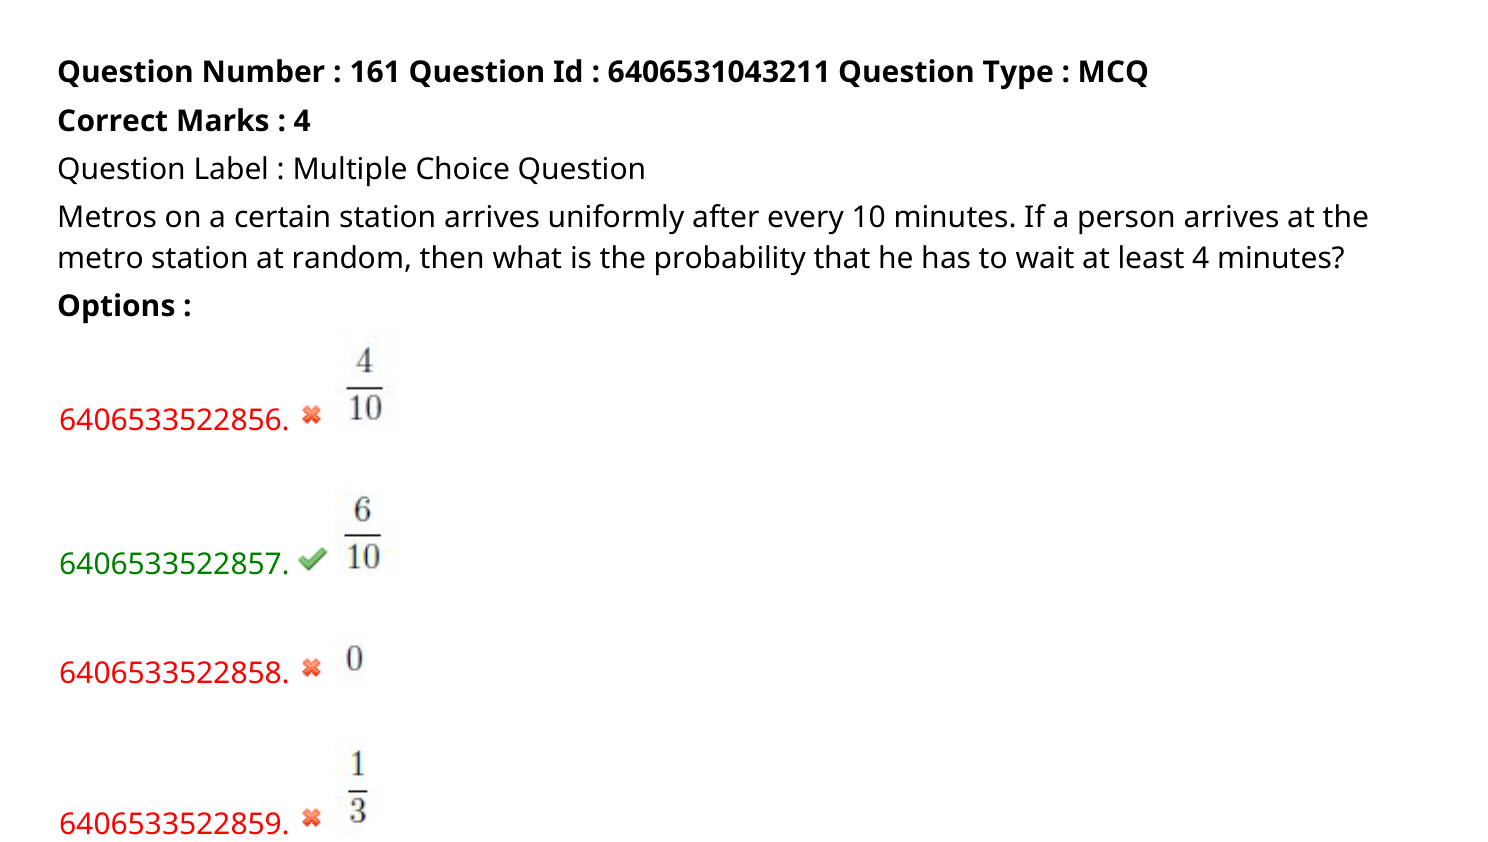 Question Number : 161 Question Id : 6406531043211 Question Type : MCQ
Correct Marks : 4
Question Label : Multiple Choice Question
Metros on a certain station arrives uniformly after every 10 minutes. If a person arrives at the
metro station at random, then what is the probability that he has to wait at least 4 minutes?
Options :
6406533522856. ✖ 4/10
6406533522857. ✔ 6/10
6406533522858. ✖ 0
6406533522859. ✖ 1/3